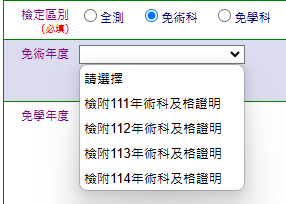 檢定區別 全測 免術科 免學科
(必填)
免術年度
請選擇
檢附111年術科及格證明
檢附112年術科及格證明
免學年度
檢附113年術科及格證明
檢附114年術科及格證明